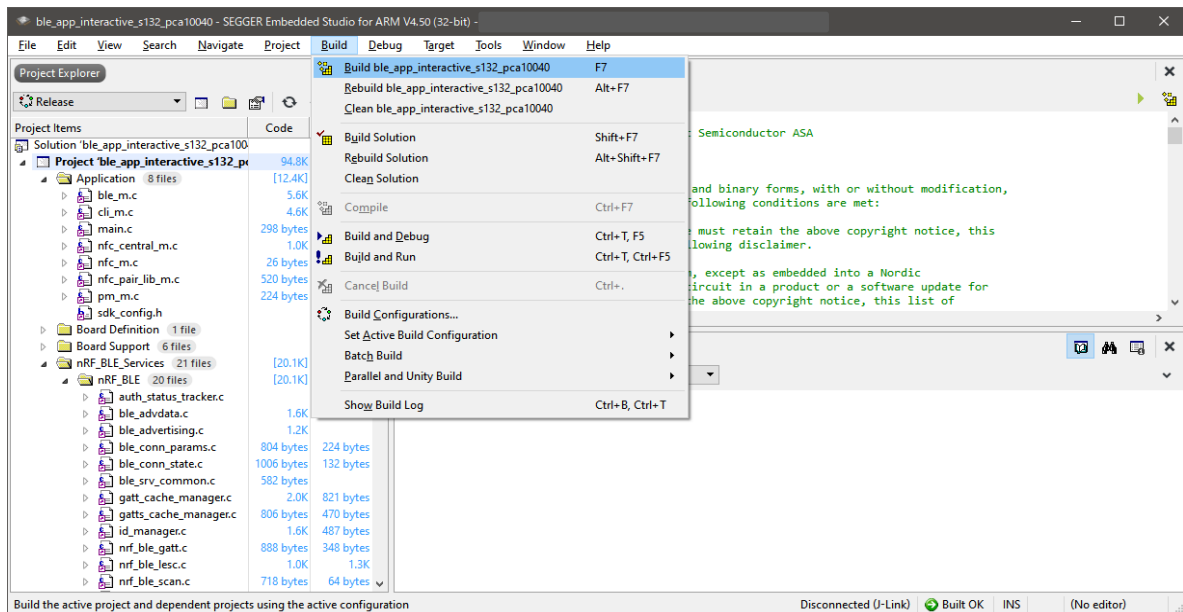 ble_app_interactive_s132_pca10040 - SEGGER Embedded Studio for ARM V4.50 (32-bit) -
File Edit View Search Navigate Project Build Debug Target Tools Window Help
Project Explorer
Release
Project Items Code
Solution 'ble_app_interactive_s132_pca100
Project 'ble_app_interactive_s132_p 94.8K
Application 8 files [12.4K]
ble_m.c 5.6K
cli_m.c 4.6K
main.c 298 bytes
nfc_central_m.c 1.0K
nfc_m.c 26 bytes
nfc_pair_lib_m.c 520 bytes
pm_m.c 224 bytes
sdk_config.h
Board Definition 1 file
Board Support 6 files
nRF_BLE_Services 21 files [20.1K]
nRF_BLE 20 files [20.1K]
auth_status_tracker.c
ble_advdata.c 1.6K
ble_advertising.c 1.2K
ble_conn_params.c 804 bytes 224 bytes
ble_conn_state.c 1006 bytes 132 bytes
ble_srv_common.c 582 bytes
gatt_cache_manager.c 2.0K 821 bytes
gatts_cache_manager.c 806 bytes 470 bytes
id_manager.c 1.6K 487 bytes
nrf_ble_gatt.c 888 bytes 348 bytes
nrf_ble_lesc.c 1.0K 1.3K
nrf_ble_scan.c 718 bytes 64 bytes
Build ble_app_interactive_s132_pca10040 F7
Rebuild ble_app_interactive_s132_pca10040 Alt+F7
Clean ble_app_interactive_s132_pca10040
Build Solution Shift+F7
Rebuild Solution Alt+Shift+F7
Clean Solution
Compile Ctrl+F7
Build and Debug Ctrl+T, F5
Build and Run Ctrl+T, Ctrl+F5
Cancel Build Ctrl+.
Build Configurations...
Set Active Build Configuration
Batch Build
Parallel and Unity Build
Show Build Log Ctrl+B, Ctrl+T
Semiconductor ASA
and binary forms, with or without modification,
following conditions are met:
must retain the above copyright notice, this
lowing disclaimer.
, except as embedded into a Nordic
circuit in a product or a software update for
the above copyright notice, this list of
Build the active project and dependent projects using the active configuration
Disconnected (J-Link) Built OK INS (No editor)